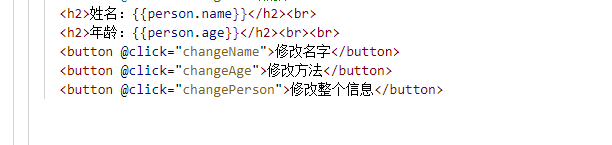 <h2>姓名：{{person.name}}</h2><br>
<h2>年龄：{{person.age}}</h2><br><br>
<button @click="changeName">修改名字</button>
<button @click="changeAge">修改方法</button>
<button @click="changePerson">修改整个信息</button>